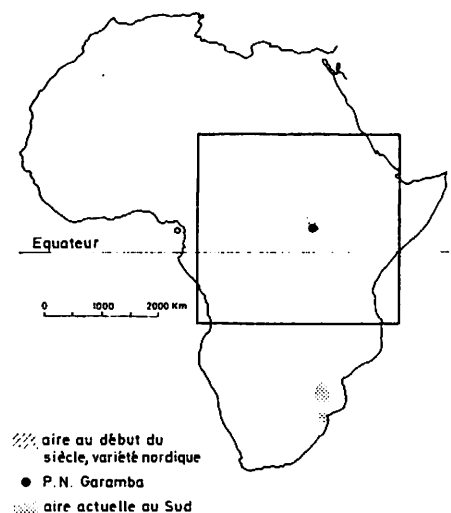 Equateur
0 1000 2000 Km
aire au début du
siècle, variété nordique
P.N. Garamba
aire actuelle au Sud